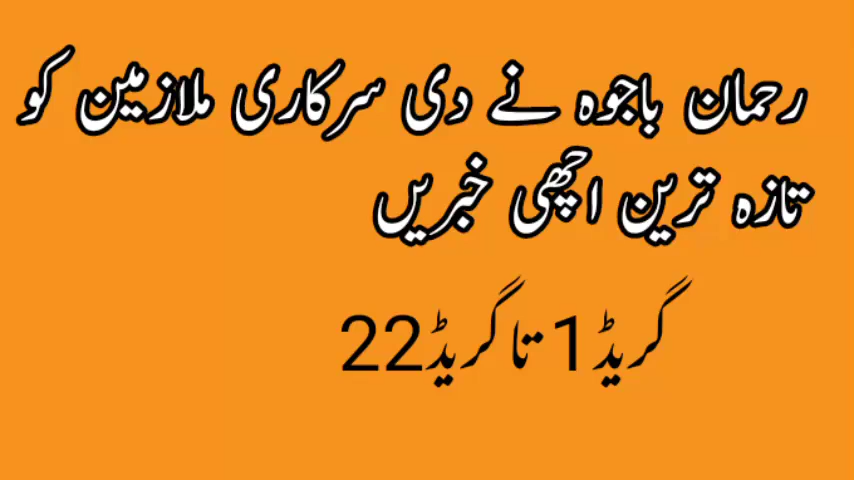 رحمان باجوہ نے دی سرکاری ملازمین کو
تازہ ترین اچھی خبریں
گریڈ1 تا گریڈ22